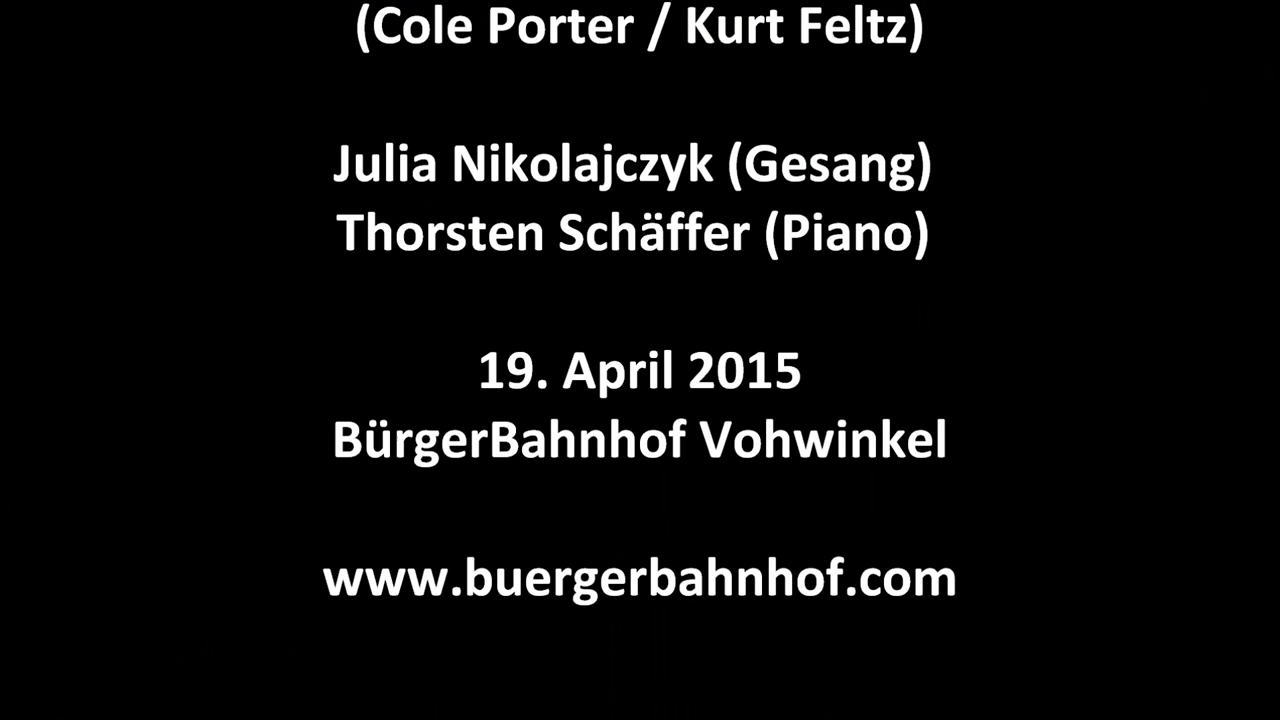 (Cole Porter / Kurt Feltz)
Julia Nikolajczyk (Gesang)
Thorsten Schäffer (Piano)
19. April 2015
BürgerBahnhof Vohwinkel
www.buergerbahnhof.com